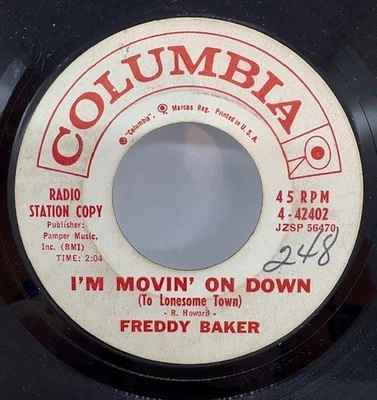 COLUMBIA
"Columbia", ® Marcas Reg. Printed in U.S.A.
RADIO
STATION COPY
Publisher:
Pamper Music,
Inc. (BMI)
TIME: 2:04
45 RPM
4-42402
JZSP 56470
248
I'M MOVIN' ON DOWN
(To Lonesome Town)
- R. Howard -
FREDDY BAKER